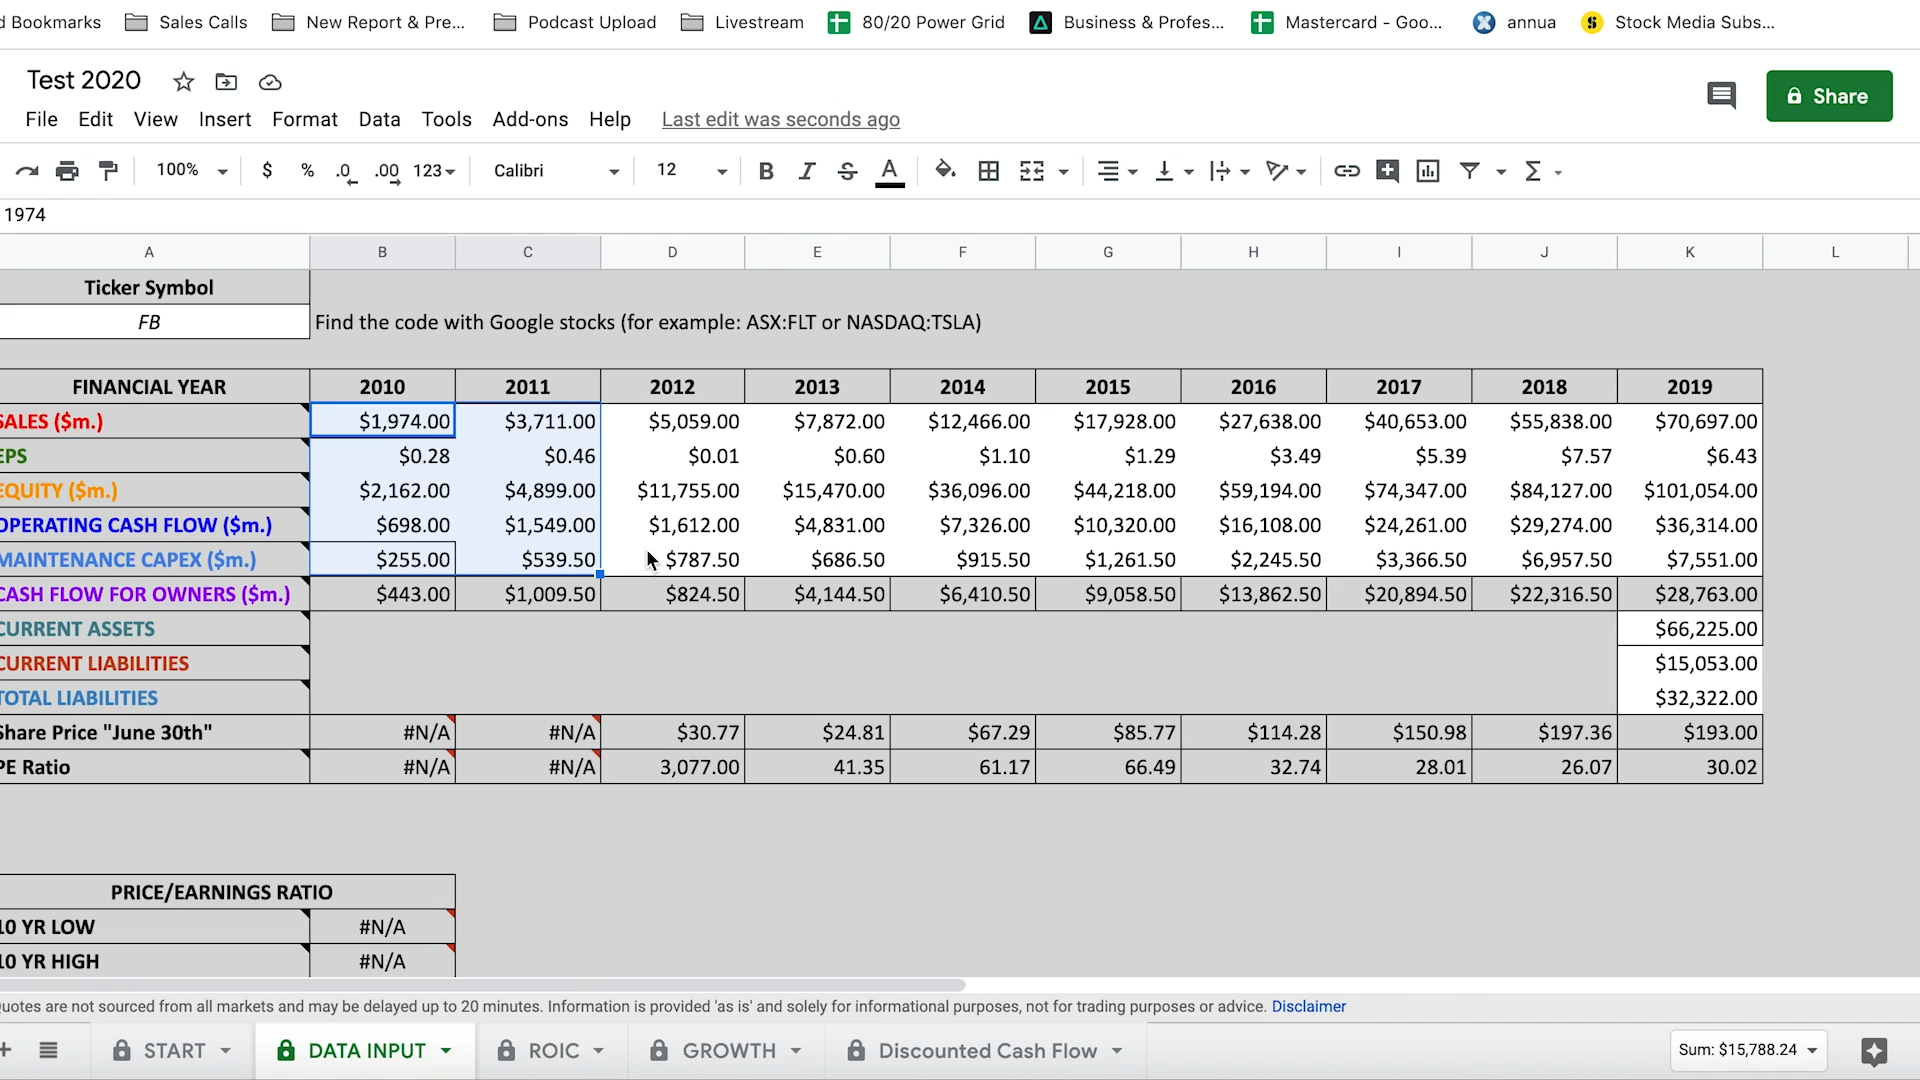 d Bookmarks Sales Calls New Report & Pre... Podcast Upload Livestream 80/20 Power Grid Business & Profes... Mastercard - Goo... annua Stock Media Subs...
Test 2020
Share
File Edit View Insert Format Data Tools Add-ons Help Last edit was seconds ago
100% $ % .0 .00 123 Calibri 12 B I S A
1974
A B C D E F G H I J K L
Ticker Symbol
FB Find the code with Google stocks (for example: ASX:FLT or NASDAQ:TSLA)
FINANCIAL YEAR 2010 2011 2012 2013 2014 2015 2016 2017 2018 2019
SALES ($m.) $1,974.00 $3,711.00 $5,059.00 $7,872.00 $12,466.00 $17,928.00 $27,638.00 $40,653.00 $55,838.00 $70,697.00
EPS $0.28 $0.46 $0.01 $0.60 $1.10 $1.29 $3.49 $5.39 $7.57 $6.43
EQUITY ($m.) $2,162.00 $4,899.00 $11,755.00 $15,470.00 $36,096.00 $44,218.00 $59,194.00 $74,347.00 $84,127.00 $101,054.00
OPERATING CASH FLOW ($m.) $698.00 $1,549.00 $1,612.00 $4,831.00 $7,326.00 $10,320.00 $16,108.00 $24,261.00 $29,274.00 $36,314.00
MAINTENANCE CAPEX ($m.) $255.00 $539.50 $787.50 $686.50 $915.50 $1,261.50 $2,245.50 $3,366.50 $6,957.50 $7,551.00
CASH FLOW FOR OWNERS ($m.) $443.00 $1,009.50 $824.50 $4,144.50 $6,410.50 $9,058.50 $13,862.50 $20,894.50 $22,316.50 $28,763.00
CURRENT ASSETS $66,225.00
CURRENT LIABILITIES $15,053.00
TOTAL LIABILITIES $32,322.00
Share Price "June 30th" #N/A #N/A $30.77 $24.81 $67.29 $85.77 $114.28 $150.98 $197.36 $193.00
PE Ratio #N/A #N/A 3,077.00 41.35 61.17 66.49 32.74 28.01 26.07 30.02
PRICE/EARNINGS RATIO
10 YR LOW #N/A
10 YR HIGH #N/A
uotes are not sourced from all markets and may be delayed up to 20 minutes. Information is provided 'as is' and solely for informational purposes, not for trading purposes or advice. Disclaimer
START DATA INPUT ROIC GROWTH Discounted Cash Flow Sum: $15,788.24